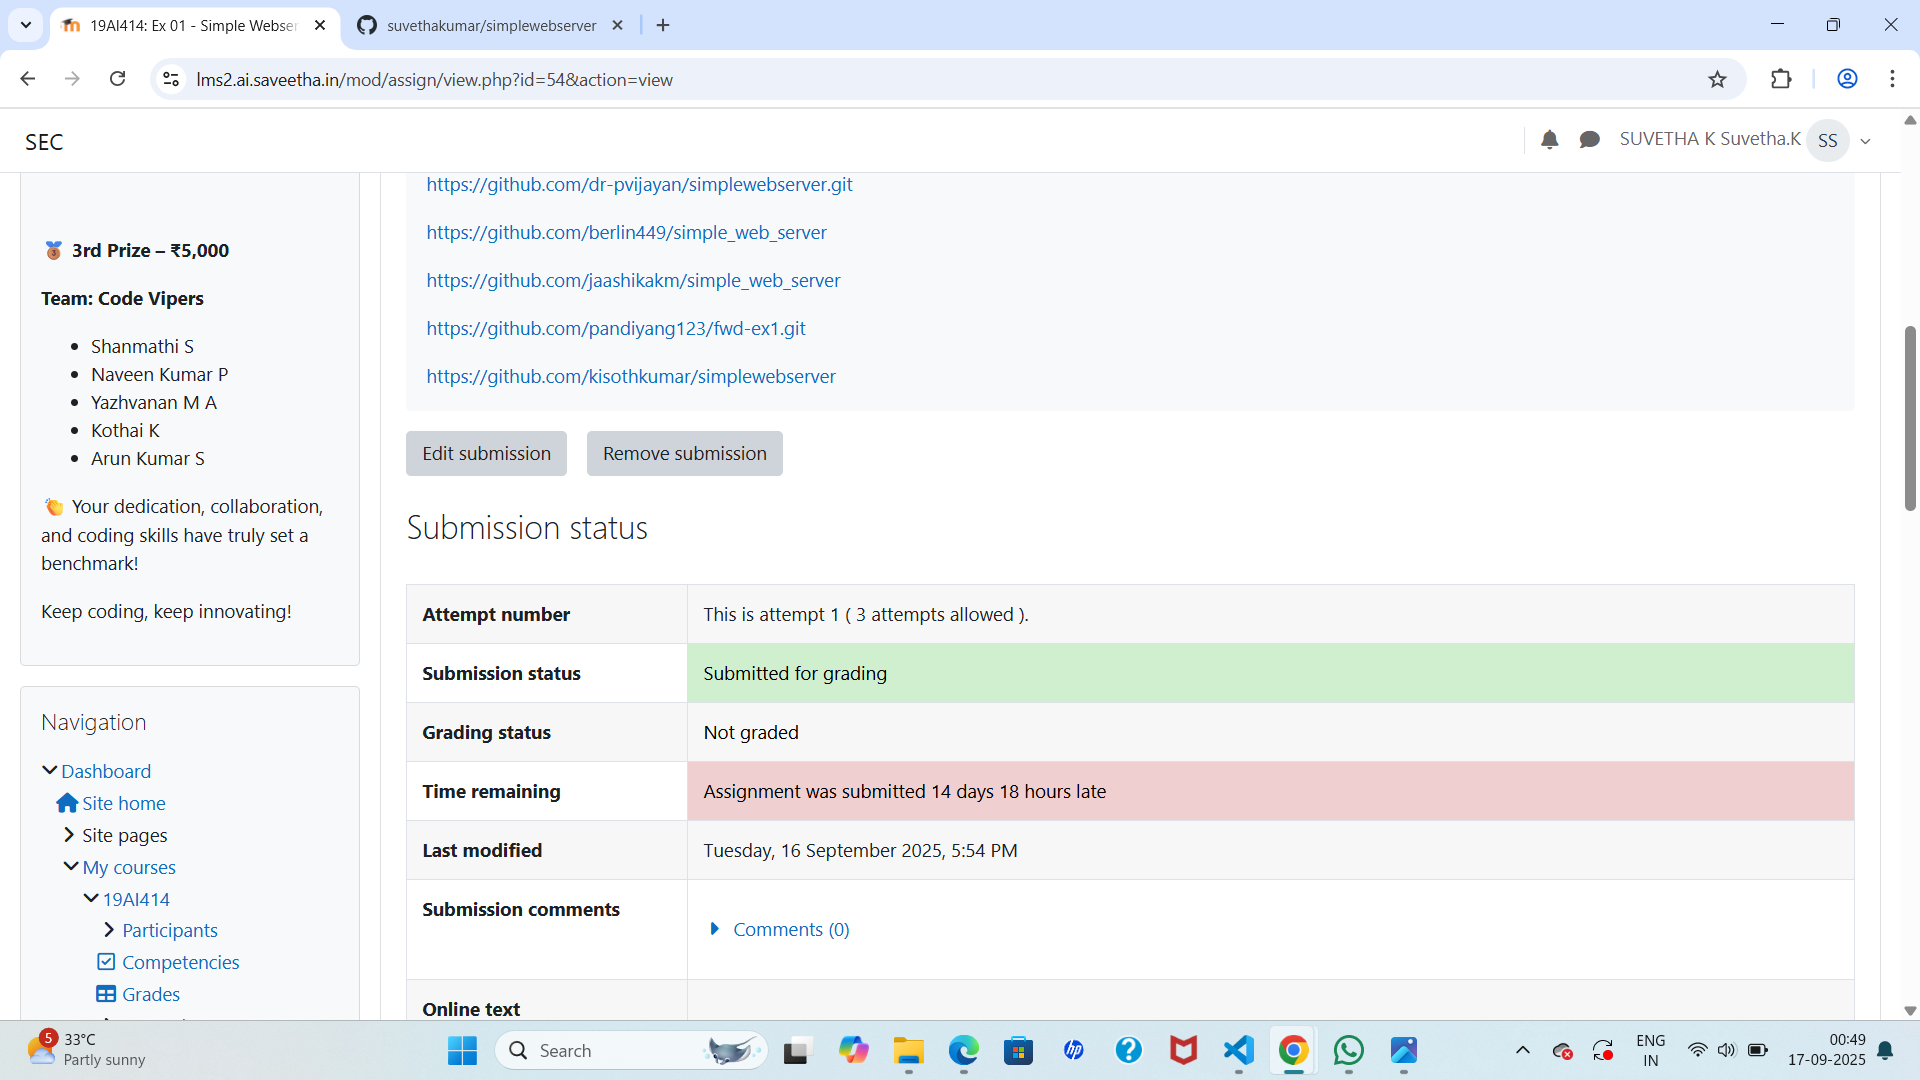 19AI414: Ex 01 - Simple Webser
suvethakumar/simplewebserver
lms2.ai.saveetha.in/mod/assign/view.php?id=54&action=view
SEC
SUVETHA K Suvetha.K
SS
🥉 3rd Prize – ₹5,000
Team: Code Vipers
Shanmathi S
Naveen Kumar P
Yazhvanan M A
Kothai K
Arun Kumar S
👏 Your dedication, collaboration,
and coding skills have truly set a
benchmark!
Keep coding, keep innovating!
Navigation
Dashboard
Site home
Site pages
My courses
19AI414
Participants
Competencies
Grades
https://github.com/dr-pvijayan/simplewebserver.git
https://github.com/berlin449/simple_web_server
https://github.com/jaashikakm/simple_web_server
https://github.com/pandiyang123/fwd-ex1.git
https://github.com/kisothkumar/simplewebserver
Edit submission
Remove submission
Submission status
Attempt number This is attempt 1 ( 3 attempts allowed ).
Submission status Submitted for grading
Grading status Not graded
Time remaining Assignment was submitted 14 days 18 hours late
Last modified Tuesday, 16 September 2025, 5:54 PM
Submission comments Comments (0)
Online text
5
33°C
Partly sunny
Search
hp
ENG
IN
00:49
17-09-2025